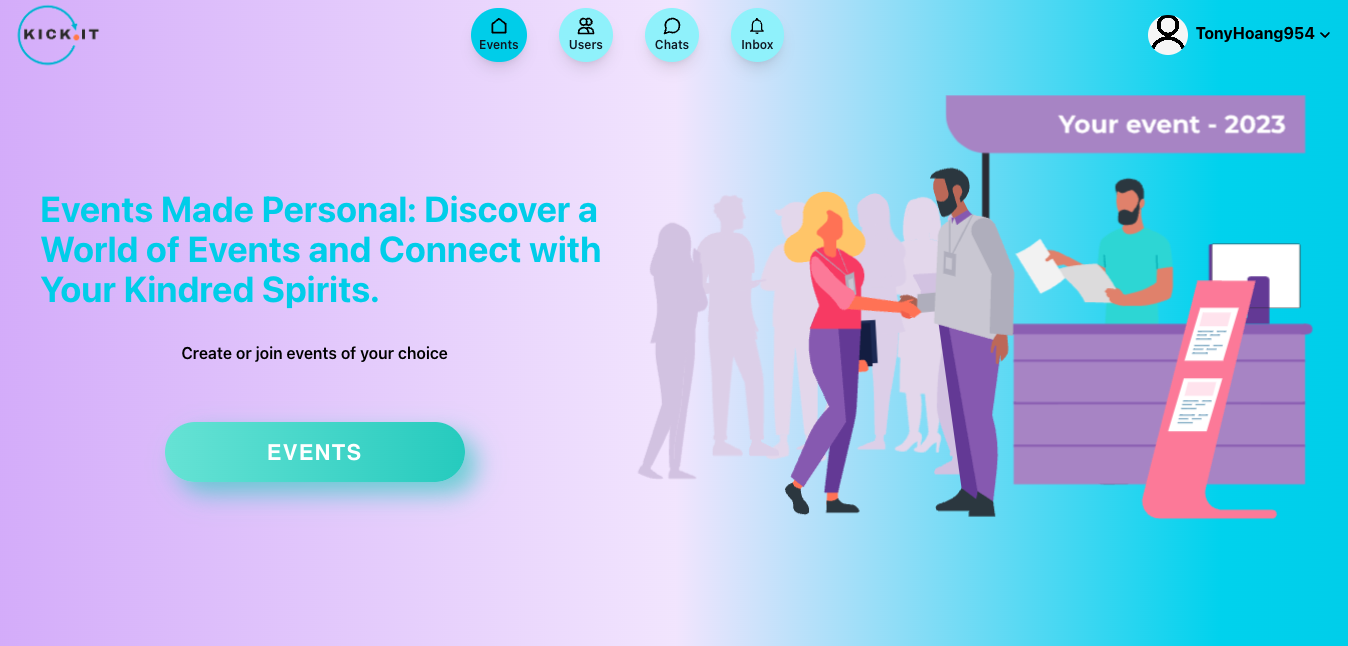 KICK.IT
Events
Users
Chats
Inbox
TonyHoang954
Your event - 2023
Events Made Personal: Discover a
World of Events and Connect with
Your Kindred Spirits.
Create or join events of your choice
EVENTS